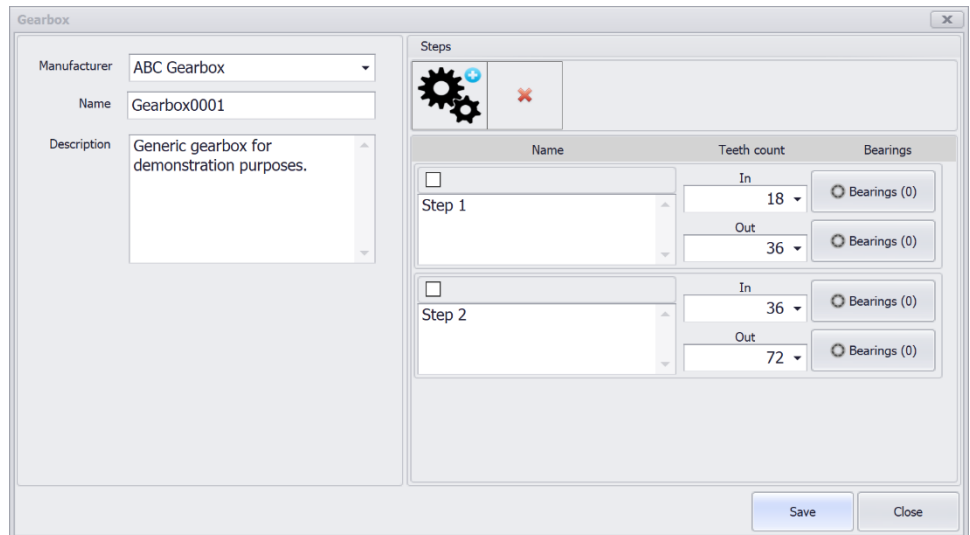 Gearbox
Manufacturer
ABC Gearbox
Name
Gearbox0001
Description
Generic gearbox for
demonstration purposes.
Steps
Name
Teeth count
Bearings
Step 1
In
18
Bearings (0)
Out
36
Bearings (0)
Step 2
In
36
Bearings (0)
Out
72
Bearings (0)
Save
Close